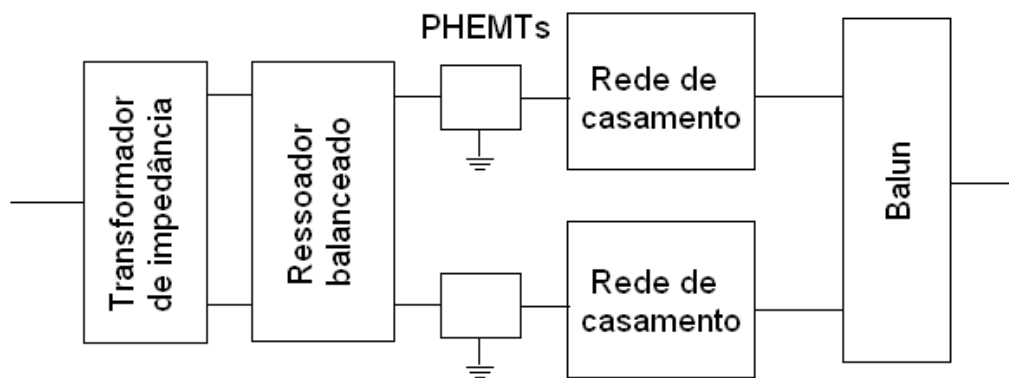 PHEMTs
Transformador
de impedância
Ressoador
balanceado
Rede de
casamento
Rede de
casamento
Balun